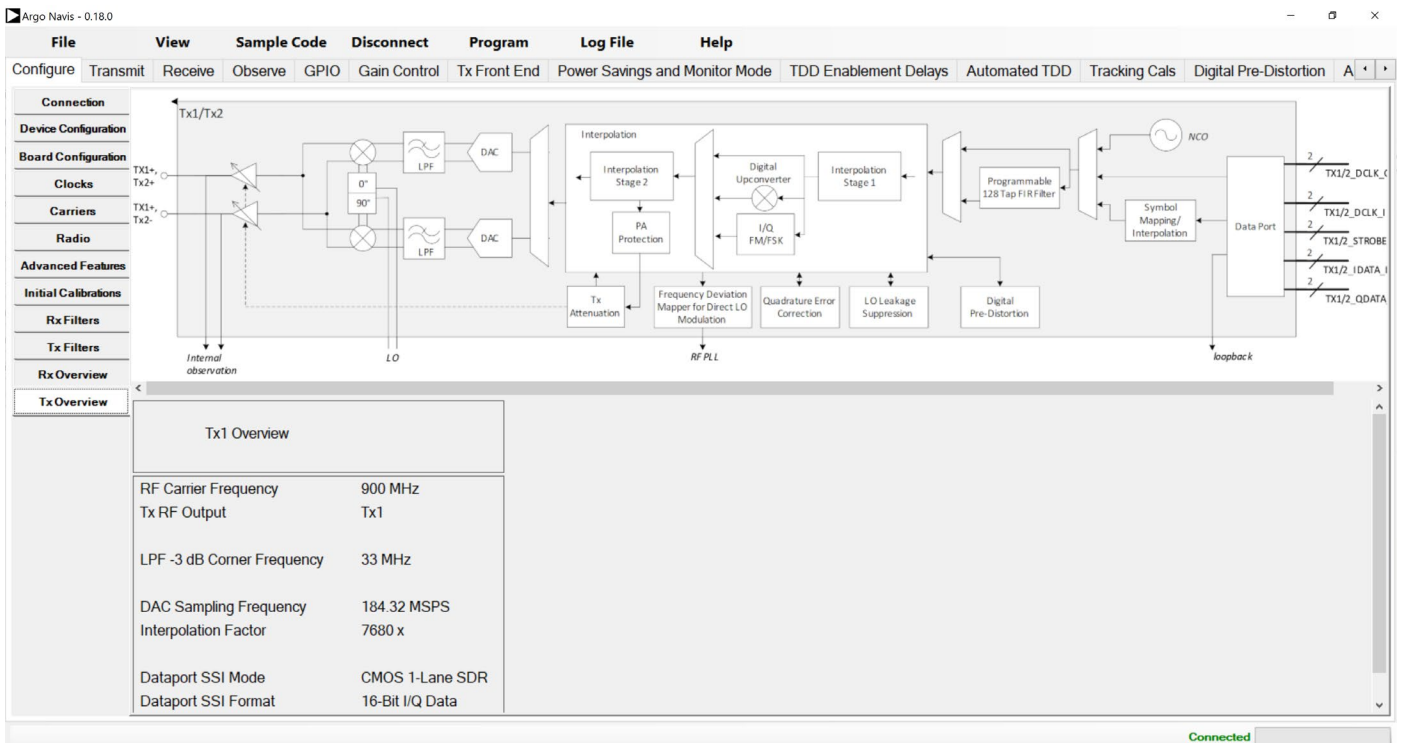 Argo Navis - 0.18.0
File View Sample Code Disconnect Program Log File Help
Configure Transmit Receive Observe GPIO Gain Control Tx Front End Power Savings and Monitor Mode TDD Enablement Delays Automated TDD Tracking Cals Digital Pre-Distortion A
Connection
Device Configuration
Board Configuration
Clocks
Carriers
Radio
Advanced Features
Initial Calibrations
Rx Filters
Tx Filters
Rx Overview
Tx Overview
Tx1/Tx2
TX1+,
Tx2+
TX1+,
Tx2-
0°
90°
LPF
LPF
DAC
DAC
Interpolation
Interpolation
Stage 2
PA
Protection
Digital
Upconverter
I/Q
FM/FSK
Interpolation
Stage 1
Tx
Attenuation
Frequency Deviation
Mapper for Direct LO
Modulation
Quadrature Error
Correction
LO Leakage
Suppression
Digital
Pre-Distortion
Programmable
128 Tap FIR Filter
NCO
Symbol
Mapping/
Interpolation
Data Port
2
TX1/2_DCLK_
2
TX1/2_DCLK_I
2
TX1/2_STROBE
2
TX1/2_IDATA_I
2
TX1/2_QDATA
Internal
observation
LO
RF PLL
loopback
Tx1 Overview
RF Carrier Frequency 900 MHz
Tx RF Output Tx1
LPF -3 dB Corner Frequency 33 MHz
DAC Sampling Frequency 184.32 MSPS
Interpolation Factor 7680 x
Dataport SSI Mode CMOS 1-Lane SDR
Dataport SSI Format 16-Bit I/Q Data
Connected